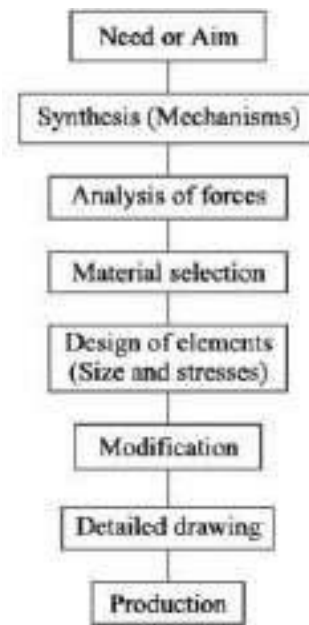 Need or Aim
Synthesis (Mechanisms)
Analysis of forces
Material selection
Design of elements
(Size and stresses)
Modification
Detailed drawing
Production